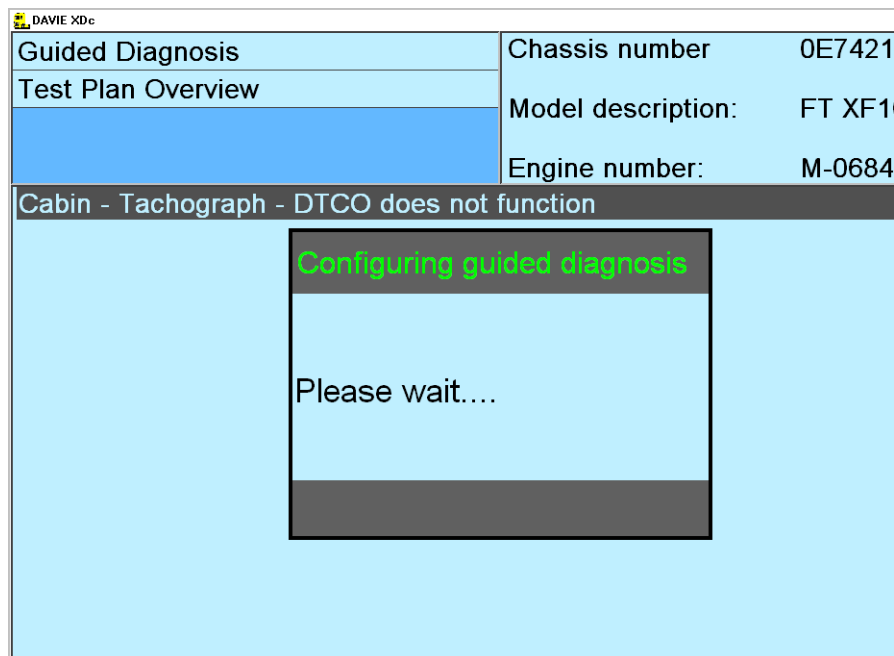 DAVIE XDc
Guided Diagnosis
Test Plan Overview
Chassis number 0E7421
Model description: FT XF1
Engine number: M-0684
Cabin - Tachograph - DTCO does not function
Configuring guided diagnosis
Please wait....